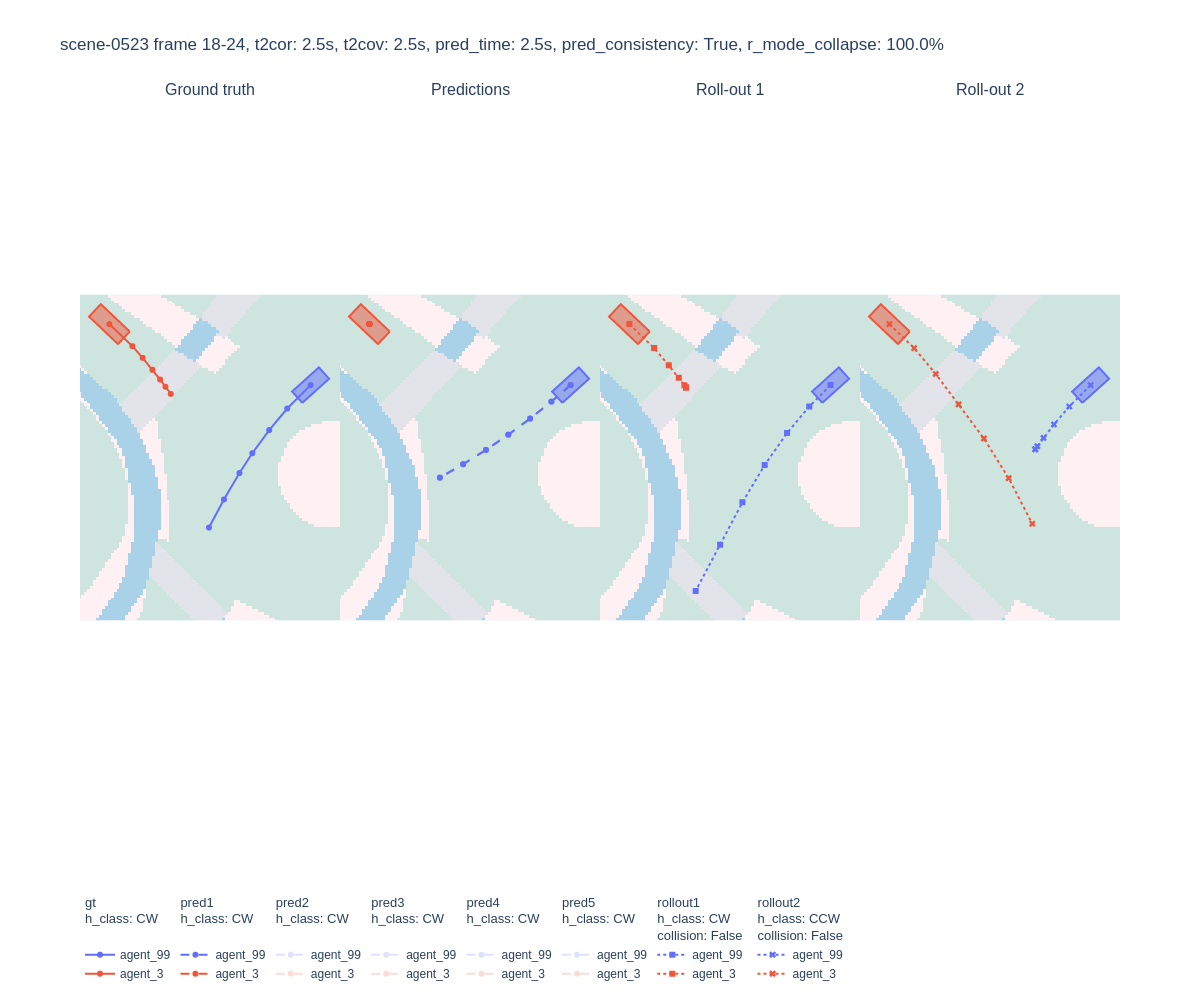 scene-0523 frame 18-24, t2cor: 2.5s, t2cov: 2.5s, pred_time: 2.5s, pred_consistency: True, r_mode_collapse: 100.0%
Ground truth Predictions Roll-out 1 Roll-out 2
gt pred1 pred2 pred3 pred4 pred5 rollout1 rollout2
h_class: CW h_class: CW h_class: CW h_class: CW h_class: CW h_class: CW h_class: CW h_class: CCW
collision: False collision: False
agent_99 agent_99 agent_99 agent_99 agent_99 agent_99 agent_99 agent_99
agent_3 agent_3 agent_3 agent_3 agent_3 agent_3 agent_3 agent_3